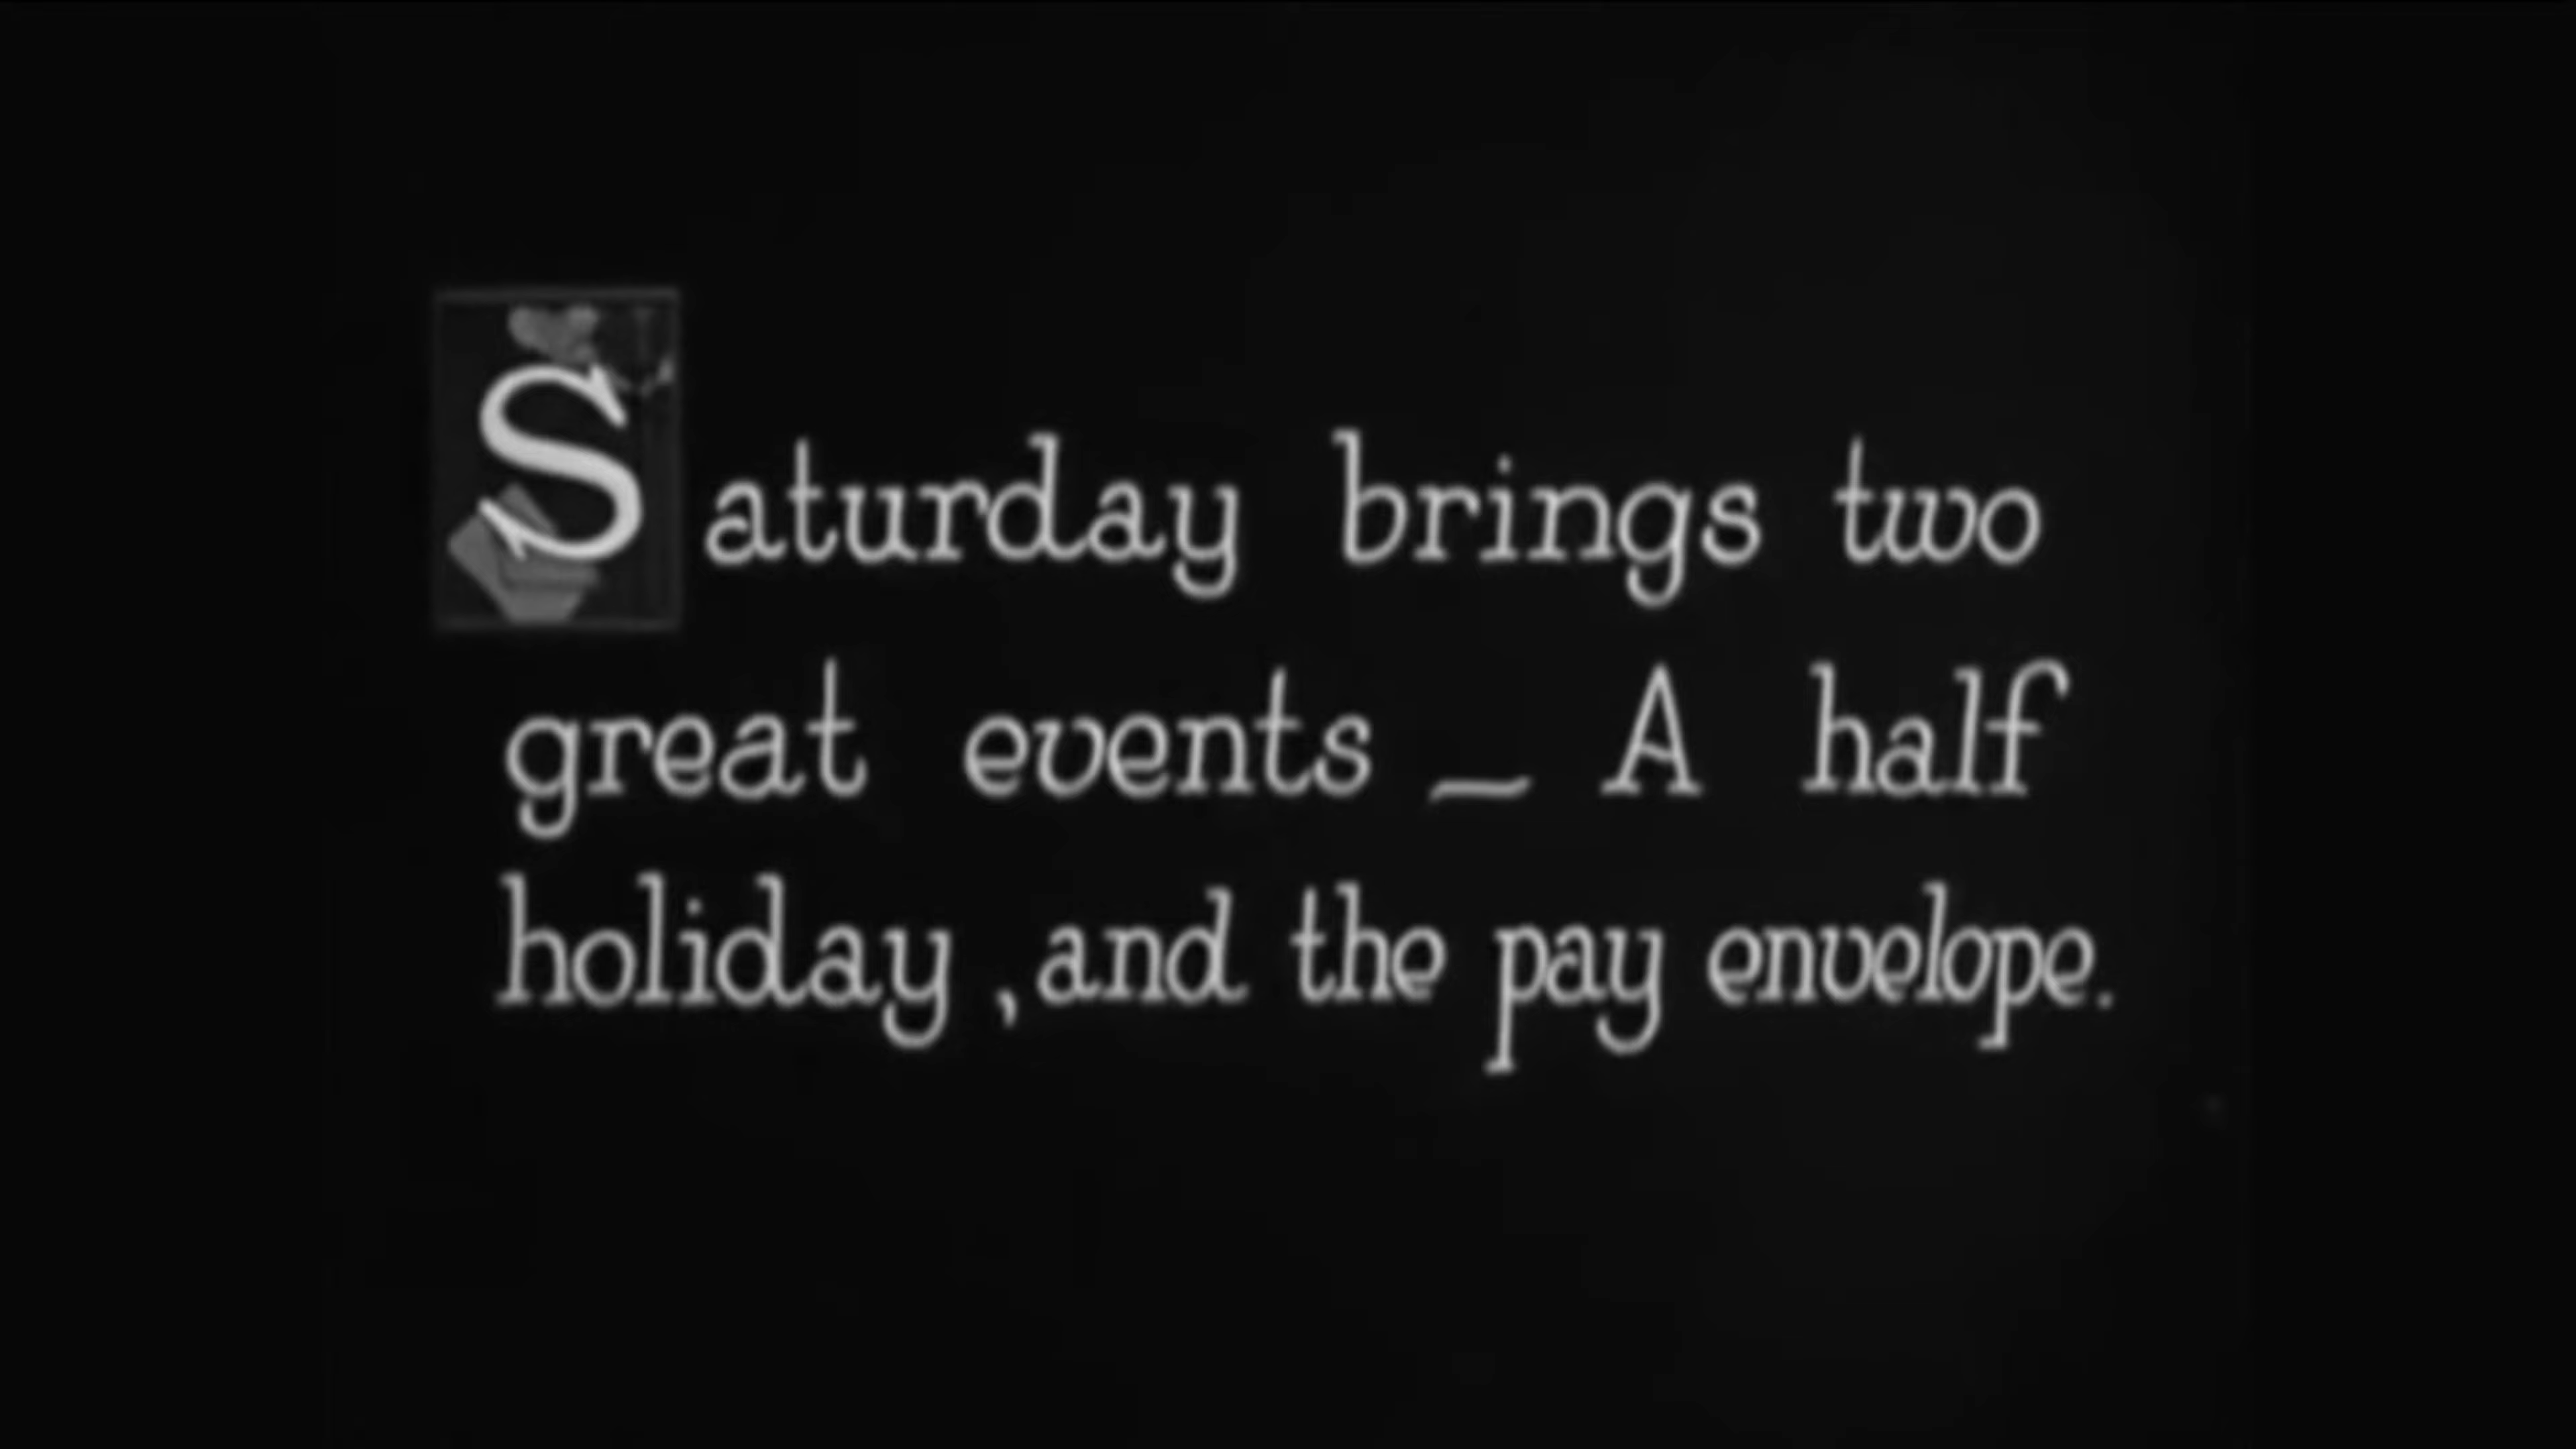 Saturday brings two
great events — A half
holiday , and the pay envelope.